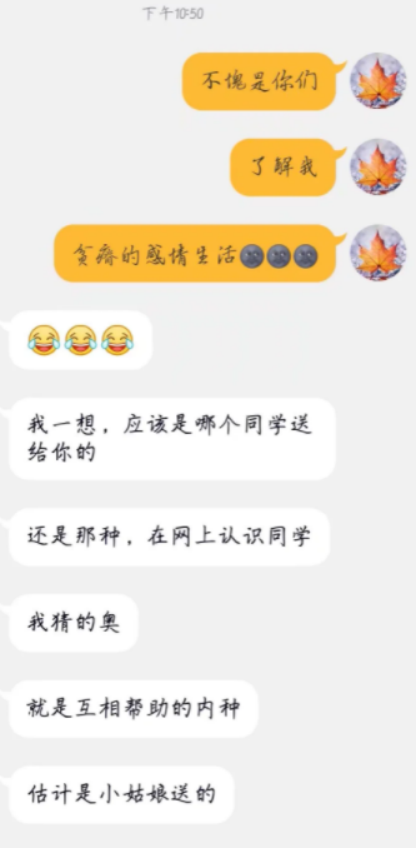 下午10:50
不愧是你们
了解我
贫瘠的感情生活
我一想，应该是哪个同学送
给你的
还是那种，在网上认识同学
我猜的奥
就是互相帮助的内种
估计是小姑娘送的